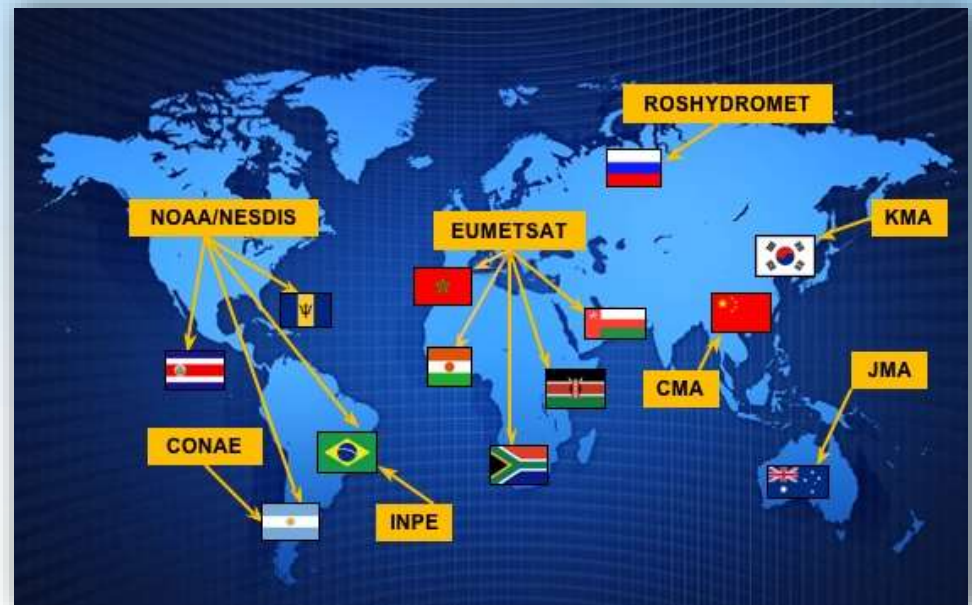 ROSHYDROMET
NOAA/NESDIS
EUMETSAT
KMA
CMA
JMA
CONAE
INPE